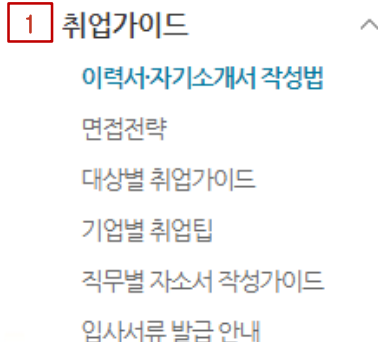 1 취업가이드
이력서·자기소개서 작성법
면접전략
대상별 취업가이드
기업별 취업팁
직무별 자소서 작성가이드
입사서류 발급 안내